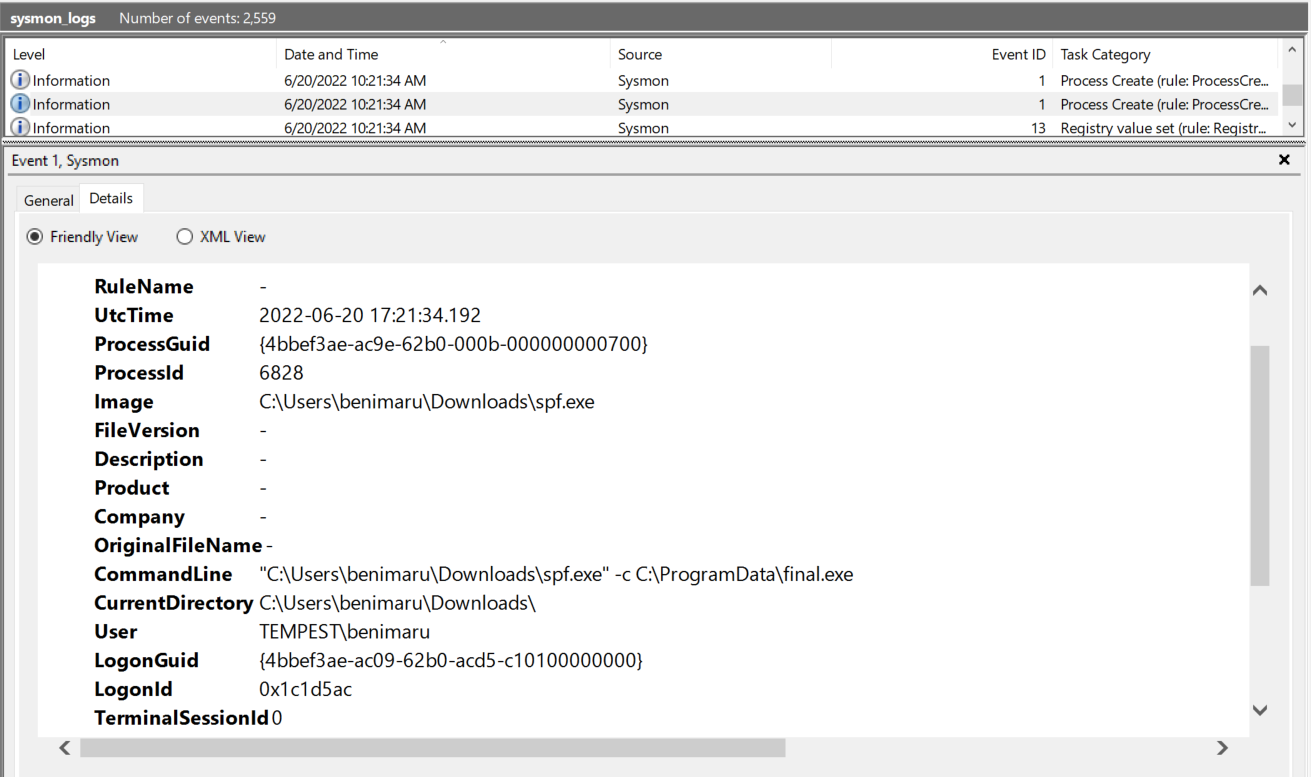 sysmon_logs Number of events: 2,559
Level Date and Time Source Event ID Task Category
Information 6/20/2022 10:21:34 AM Sysmon 1 Process Create (rule: ProcessCre...
Information 6/20/2022 10:21:34 AM Sysmon 1 Process Create (rule: ProcessCre...
Information 6/20/2022 10:21:34 AM Sysmon 13 Registry value set (rule: Registr...
Event 1, Sysmon
General Details
Friendly View XML View
RuleName -
UtcTime 2022-06-20 17:21:34.192
ProcessGuid {4bbef3ae-ac9e-62b0-000b-000000000700}
ProcessId 6828
Image C:\Users\benimaru\Downloads\spf.exe
FileVersion -
Description -
Product -
Company -
OriginalFileName -
CommandLine "C:\Users\benimaru\Downloads\spf.exe" -c C:\ProgramData\final.exe
CurrentDirectory C:\Users\benimaru\Downloads\
User TEMPEST\benimaru
LogonGuid {4bbef3ae-ac09-62b0-acd5-c10100000000}
LogonId 0x1c1d5ac
TerminalSessionId 0